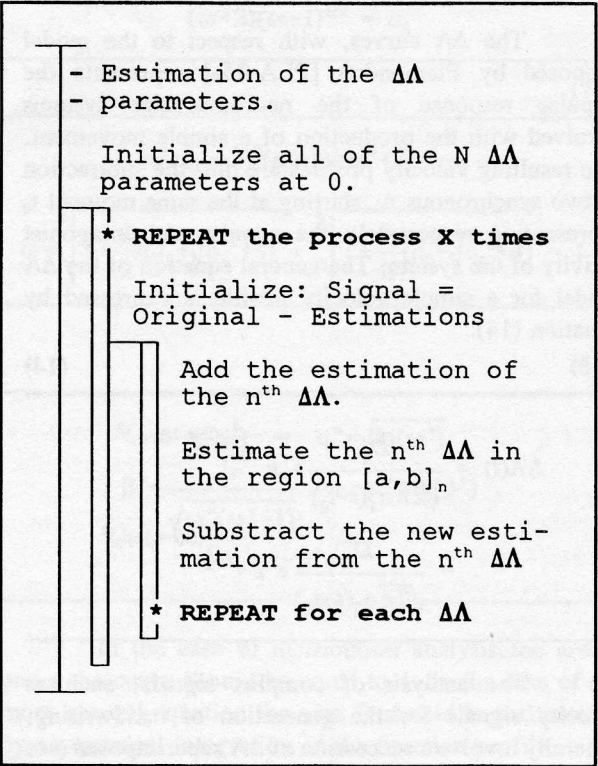 Estimation of the ΔΛ
- parameters
Initialize all of the N ΔΛ
parameters at 0.
* REPEAT the process X times
Initialize: Signal =
Original - Estimations
Add the estimation of
the nth ΔΛ.
Estimate the nth ΔΛ in
the region [a,b]n
Substract the new esti-
mation from the nth ΔΛ
* REPEAT for each ΔΛ